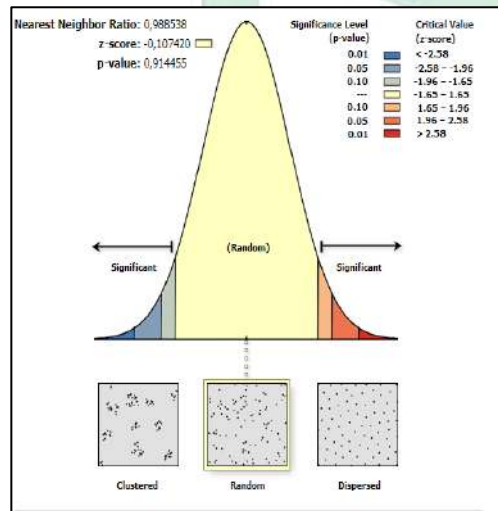 Nearest Neighbor Ratio: 0,988538
z-score: -0,107420
p-value: 0,914455
Significance Level
(p-value)
Critical Value
(z-score)
0.01 < -2.58
0.05 -2.58 – -1.96
0.10 -1.96 – -1.65
--- -1.65 – 1.65
0.10 1.65 – 1.96
0.05 1.96 – 2.58
0.01 > 2.58
Significant
(Random)
Significant
Clustered
Random
Dispersed